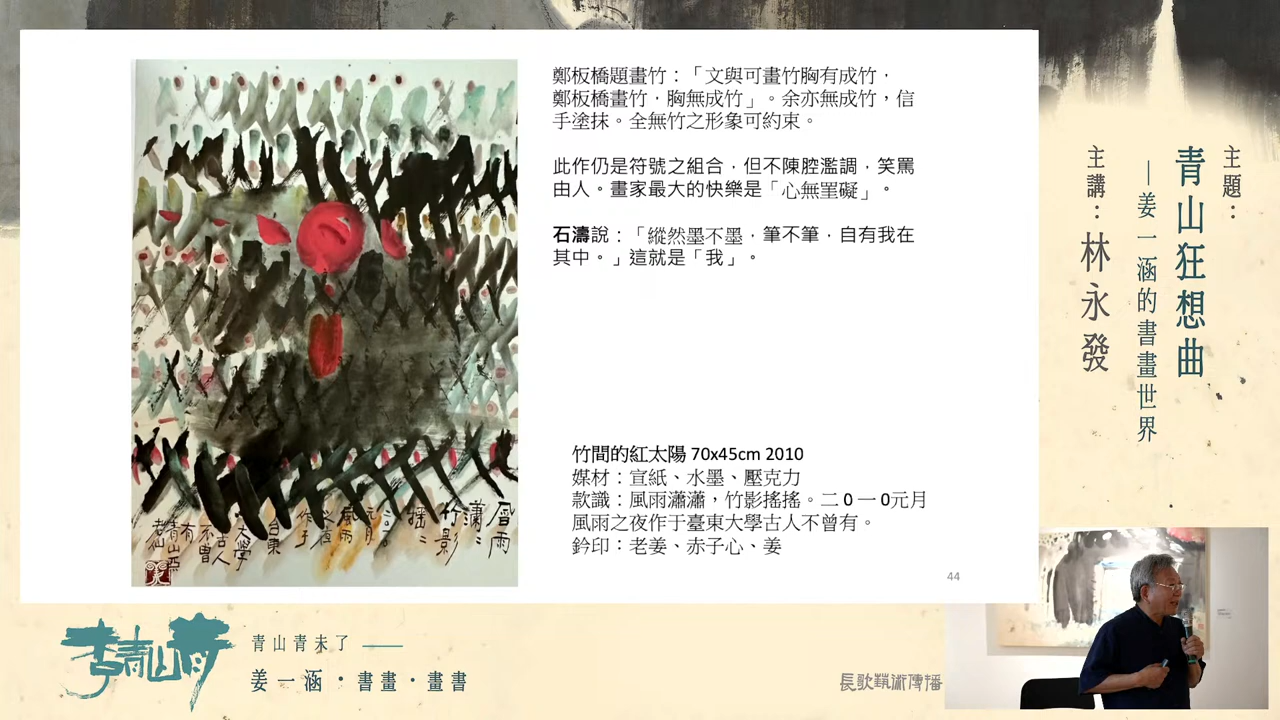 鄭板橋題畫竹：「文與可畫竹胸有成竹，
鄭板橋畫竹，胸無成竹」。余亦無成竹，信
手塗抹。全無竹之形象可約束。
此作仍是符號之組合，但不陳腔濫調，笑罵
由人。畫家最大的快樂是「心無罣礙」。
石濤說：「縱然墨不墨，筆不筆，自有我在
其中。」這就是「我」。
竹間的紅太陽 70x45cm 2010
媒材：宣紙、水墨、壓克力
款識：風雨瀟瀟，竹影搖搖。二0一0元月
風雨之夜作于臺東大學古人不曾有。
鈐印：老姜、赤子心、姜
44
主題：
青山狂想曲
—姜一涵的書畫世界
主講：林永發
青山青未了——
姜一涵・書畫・畫書
長歌藝術傳播